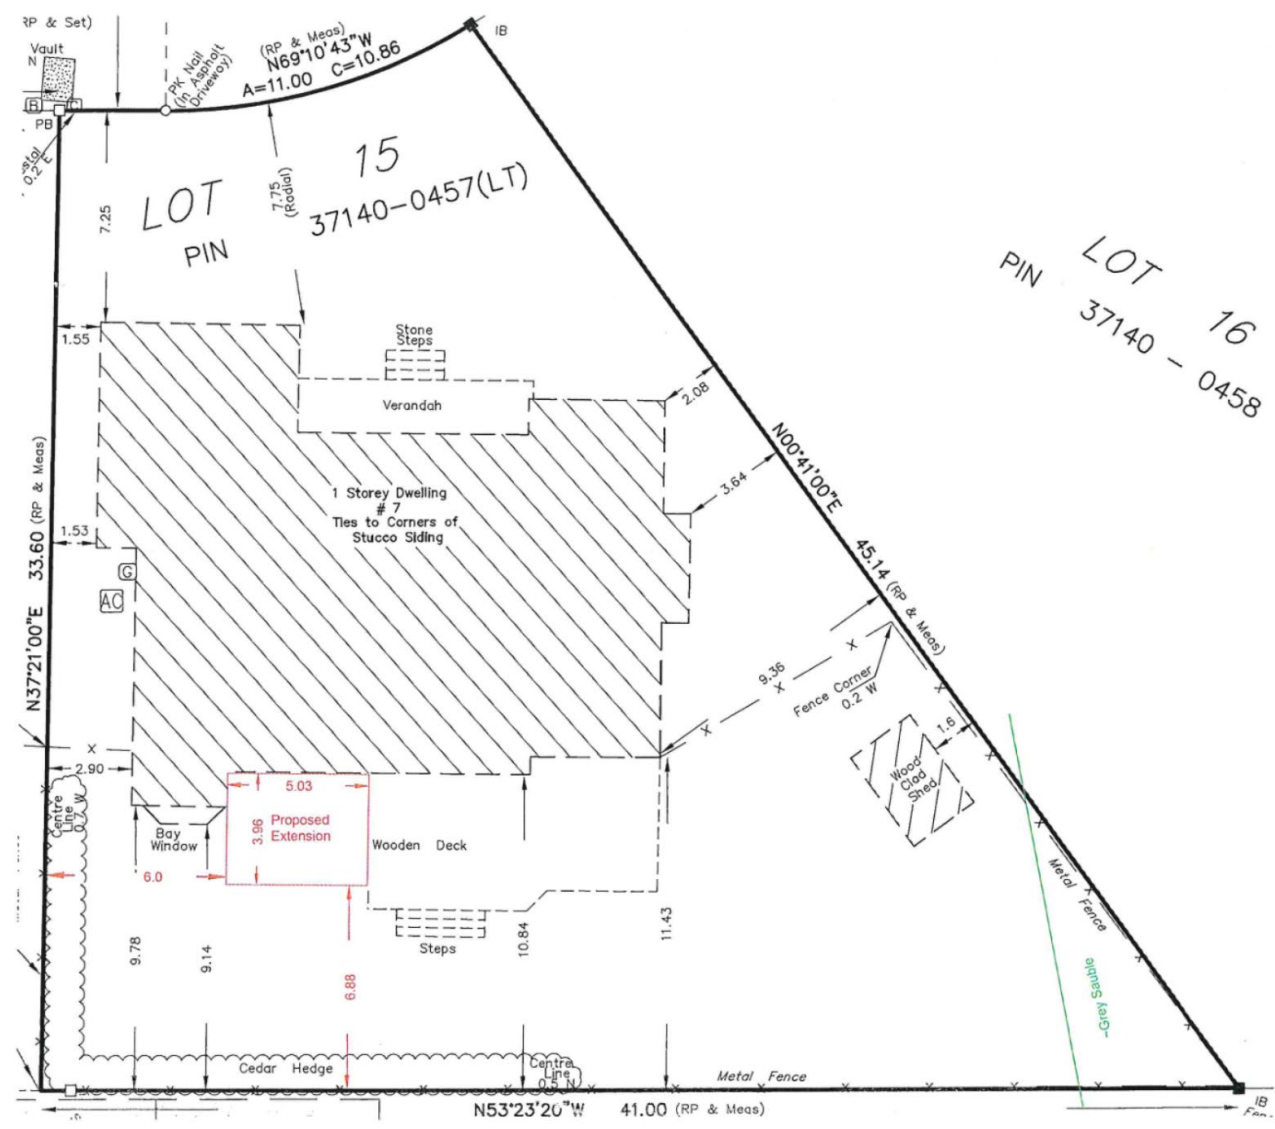 RP & Set)
Vault
N
B
C
PB
0.2' E
PK Nail
(In Asphalt
Driveway)
(RP & Meas)
N69°10'43"W
A=11.00 C=10.86
IB
LOT 15
PIN 37140-0457(LT)
7.25
7.75
(Radial)
LOT 16
PIN 37140 - 0458
1.55
Stone
Steps
Verandah
2.08
N00°41'00"E 45.14 (RP & Meas)
3.64
N37°21'00"E 33.60 (RP & Meas)
1 Storey Dwelling
# 7
Ties to Corners of
Stucco Siding
1.53
G
AC
9.36
Fence Corner
0.2 W
1.6
Wood
Clad
Shed
2.90
Centre
Line
0.7 W
Bay
Window
5.03
3.96
Proposed
Extension
Wooden Deck
6.0
Steps
9.78
9.14
6.88
10.84
11.43
Metal Fence
~Grey Sauble
Cedar Hedge
Centre
Line
0.5 N
Metal Fence
N53°23'20"W 41.00 (RP & Meas)
IB